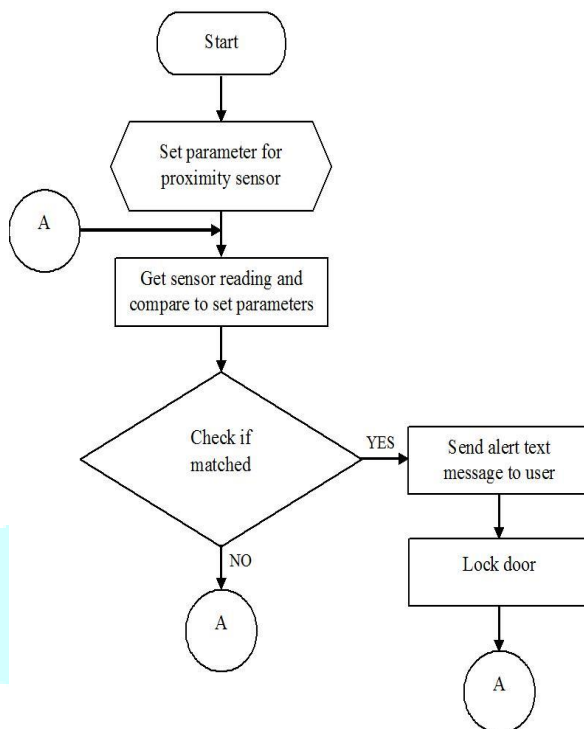 Start
Set parameter for
proximity sensor
A
Get sensor reading and
compare to set parameters
Check if
matched
YES
Send alert text
message to user
NO
Lock door
A
A